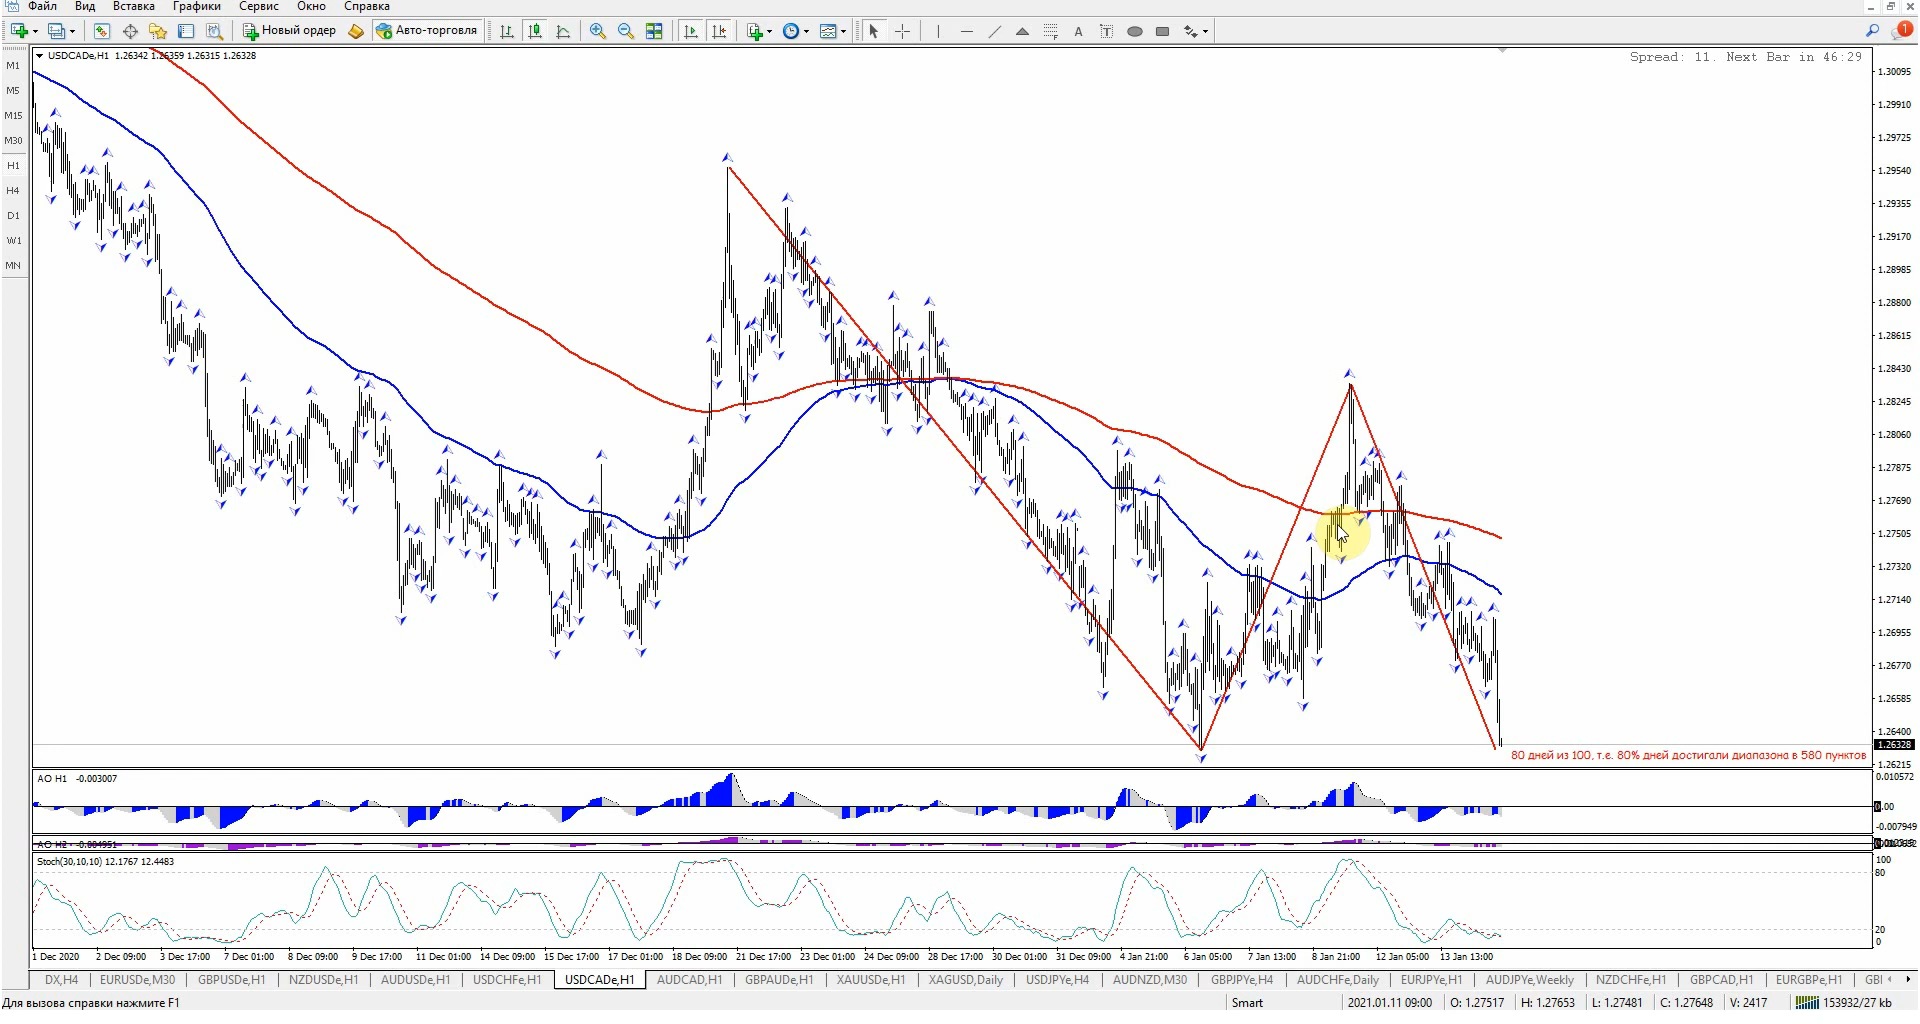 Файл Вид Вставка Графики Сервис Окно Справка
Новый ордер Авто-торговля A T 1
USDCADe,H1 1.26342 1.26359 1.26315 1.26328
Spread: 11. Next Bar in 46:29
M1
M5
M15
M30
H1
H4
D1
W1
MN
1.30095
1.29910
1.29725
1.29540
1.29355
1.29170
1.28985
1.28800
1.28615
1.28430
1.28245
1.28060
1.27875
1.27690
1.27505
1.27320
1.27140
1.26955
1.26770
1.26585
1.26400
1.26328
80 дней из 100, т.е. 80% дней достигали диапазона в 580 пунктов
1.26215
AO H1 -0.003007
0.010572
0.00
-0.007949
AO H2 -0.004951
Stoch(30,10,10) 12.1767 12.4483
100
80
20
0
1 Dec 2020 2 Dec 09:00 3 Dec 17:00 7 Dec 01:00 8 Dec 09:00 9 Dec 17:00 11 Dec 01:00 14 Dec 09:00 15 Dec 17:00 17 Dec 01:00 18 Dec 09:00 21 Dec 17:00 23 Dec 01:00 24 Dec 09:00 28 Dec 17:00 30 Dec 01:00 31 Dec 09:00 4 Jan 21:00 6 Jan 05:00 7 Jan 13:00 8 Jan 21:00 12 Jan 05:00 13 Jan 13:00
DX,H4 EURUSDe,M30 GBPUSDe,H1 NZDUSDe,H1 AUDUSDe,H1 USDCHFe,H1 USDCADe,H1 AUDCAD,H1 GBPAUDe,H1 XAUUSDe,H1 XAGUSD,Daily USDJPYe,H4 AUDNZD,M30 GBPJPYe,H4 AUDCHFe,Daily EURJPYe,H1 AUDJPYe,Weekly NZDCHFe,H1 GBPCAD,H1 EURGBPe,H1 GBI
Для вызова справки нажмите F1 Smart 2021.01.11 09:00 O: 1.27517 H: 1.27653 L: 1.27481 C: 1.27648 V: 2417 153932/27 kb